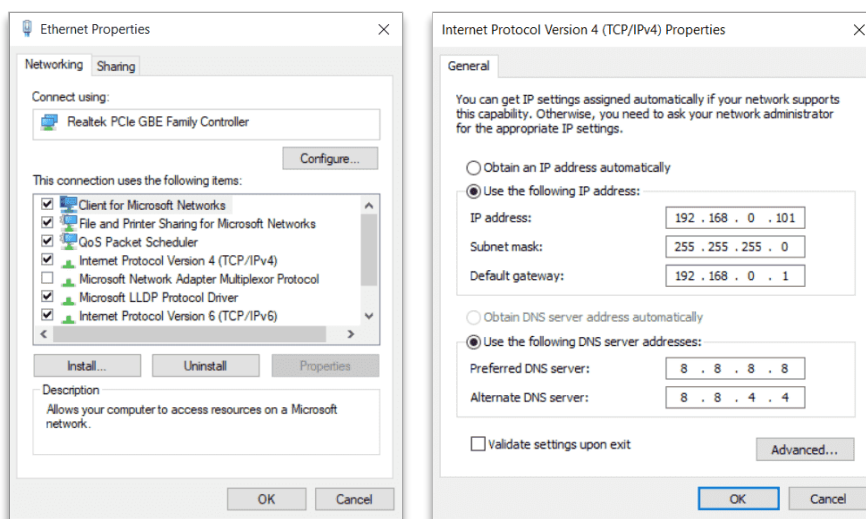 Ethernet Properties
Networking
Sharing
Connect using:
Realtek PCIe GBE Family Controller
Configure...
This connection uses the following items:
Client for Microsoft Networks
File and Printer Sharing for Microsoft Networks
QoS Packet Scheduler
Internet Protocol Version 4 (TCP/IPv4)
Microsoft Network Adapter Multiplexor Protocol
Microsoft LLDP Protocol Driver
Internet Protocol Version 6 (TCP/IPv6)
Install...
Uninstall
Properties
Description
Allows your computer to access resources on a Microsoft
network.
OK
Cancel
Internet Protocol Version 4 (TCP/IPv4) Properties
General
You can get IP settings assigned automatically if your network supports
this capability. Otherwise, you need to ask your network administrator
for the appropriate IP settings.
Obtain an IP address automatically
Use the following IP address:
IP address: 192 . 168 . 0 . 101
Subnet mask: 255 . 255 . 255 . 0
Default gateway: 192 . 168 . 0 . 1
Obtain DNS server address automatically
Use the following DNS server addresses:
Preferred DNS server: 8 . 8 . 8 . 8
Alternate DNS server: 8 . 8 . 4 . 4
Validate settings upon exit
Advanced...
OK
Cancel